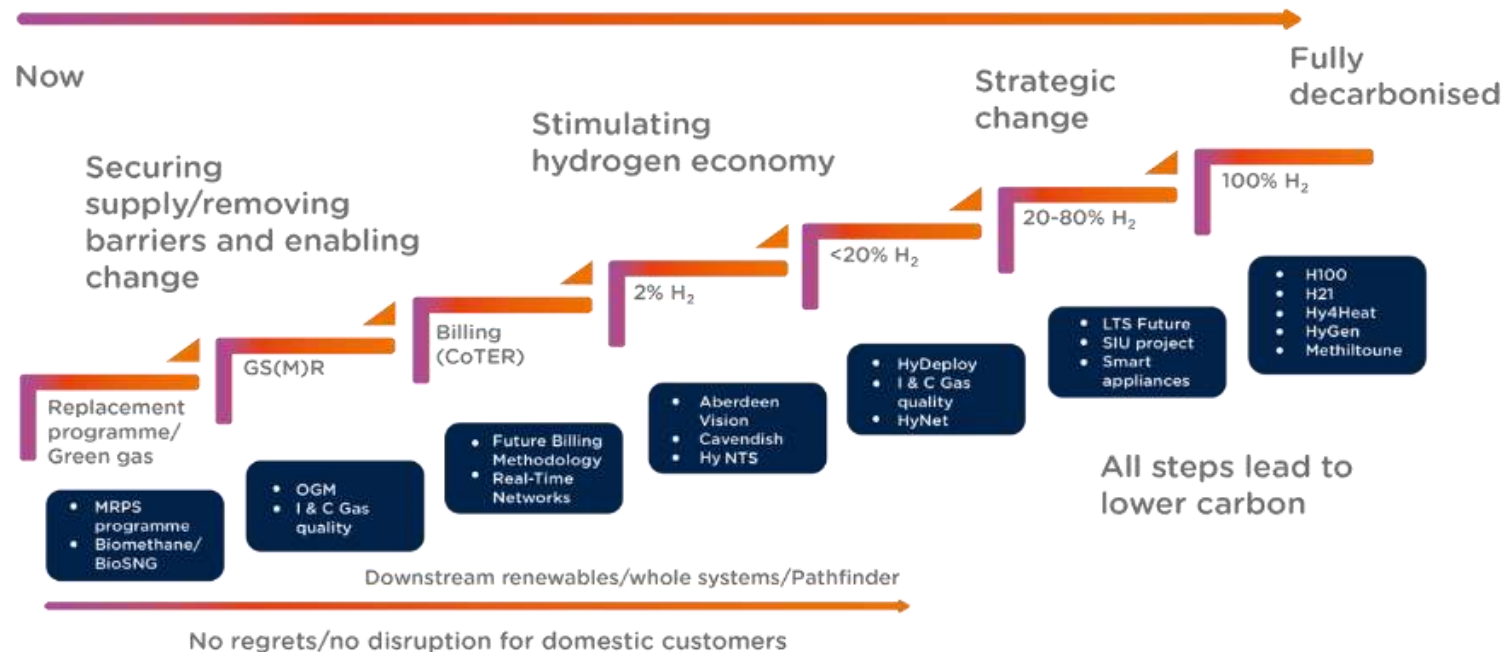 Now
Fully
decarbonised
Strategic
change
Stimulating
hydrogen economy
Securing
supply/removing
barriers and enabling
change
Replacement
programme/
Green gas
GS(M)R
Billing
(CoTER)
2% H₂
<20% H₂
20-80% H₂
100% H₂
• MRPS
programme
• Biomethane/
BioSNG
• OGM
• I & C Gas
quality
• Future Billing
Methodology
• Real-Time
Networks
• Aberdeen
Vision
• Cavendish
• Hy NTS
• HyDeploy
• I & C Gas
quality
• HyNet
• LTS Future
• SIU project
• Smart
appliances
• H100
• H21
• Hy4Heat
• HyGen
• Methiltoune
All steps lead to
lower carbon
Downstream renewables/whole systems/Pathfinder
No regrets/no disruption for domestic customers